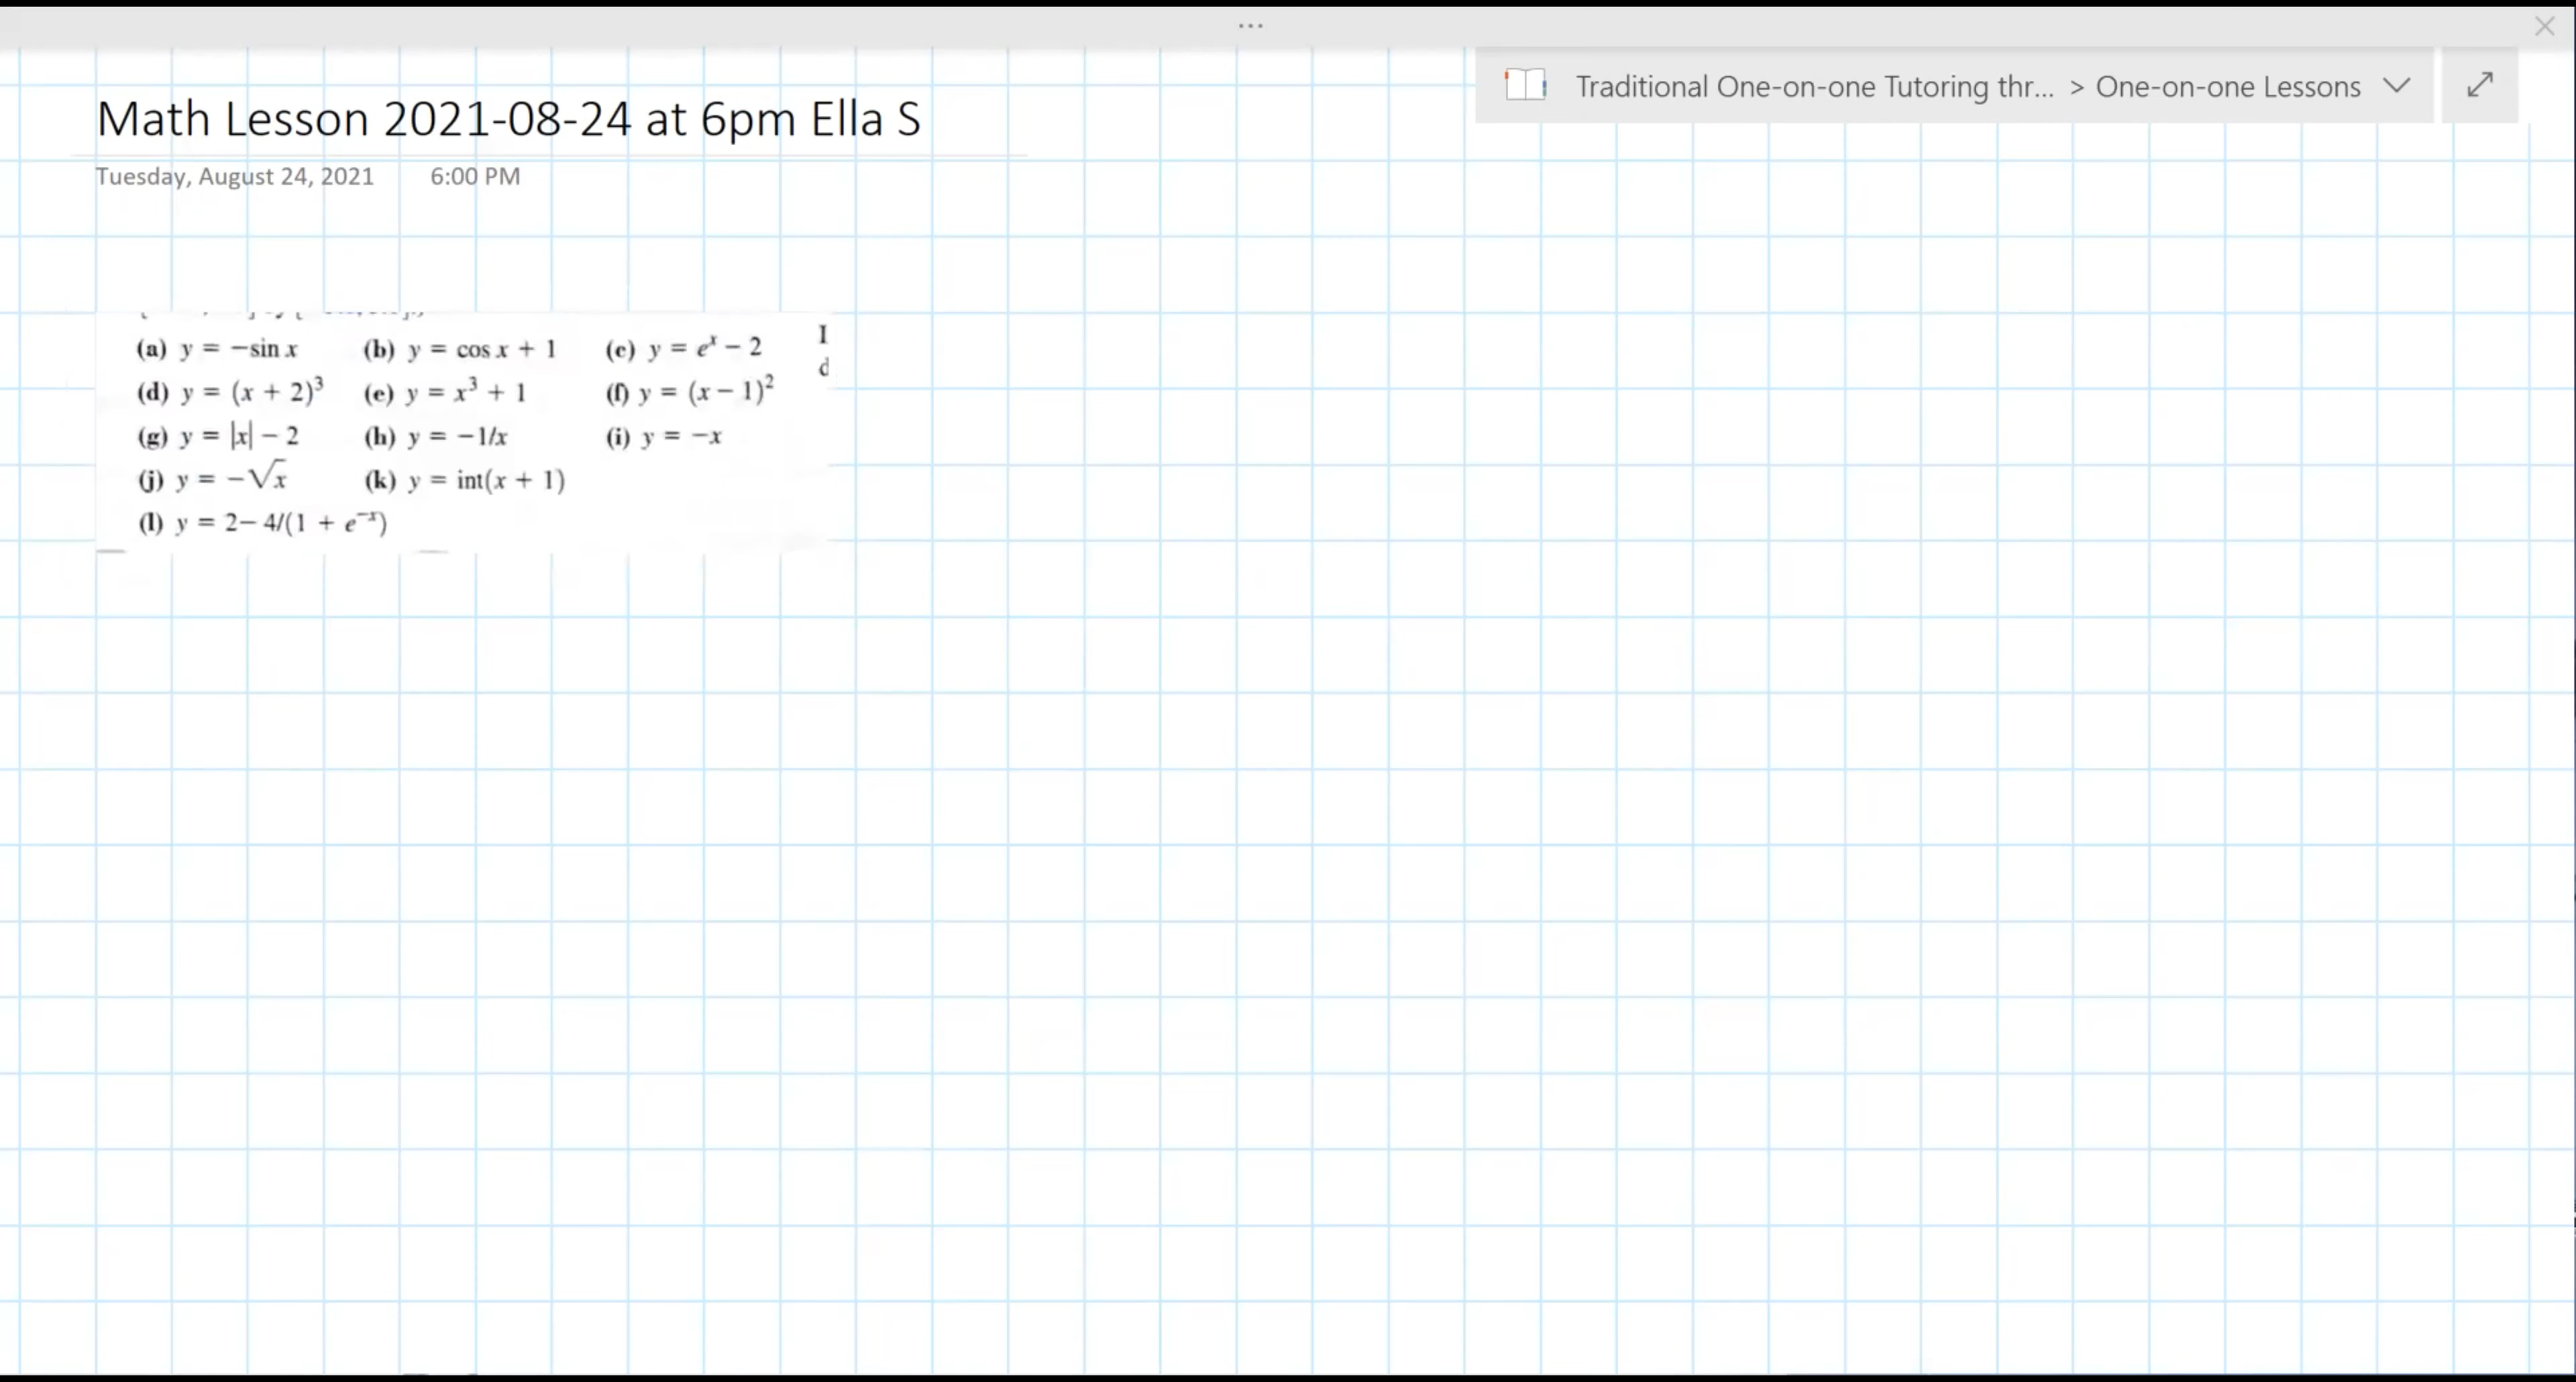 Traditional One-on-one Tutoring thr... > One-on-one Lessons
Math Lesson 2021-08-24 at 6pm Ella S
Tuesday, August 24, 2021 6:00 PM
(a) y = −sin x (b) y = cos x + 1 (c) y = eˣ − 2
(d) y = (x + 2)³ (e) y = x³ + 1 (f) y = (x − 1)²
(g) y = |x| − 2 (h) y = −1/x (i) y = −x
(j) y = −√x (k) y = int(x + 1)
(l) y = 2− 4/(1 + e⁻ˣ)